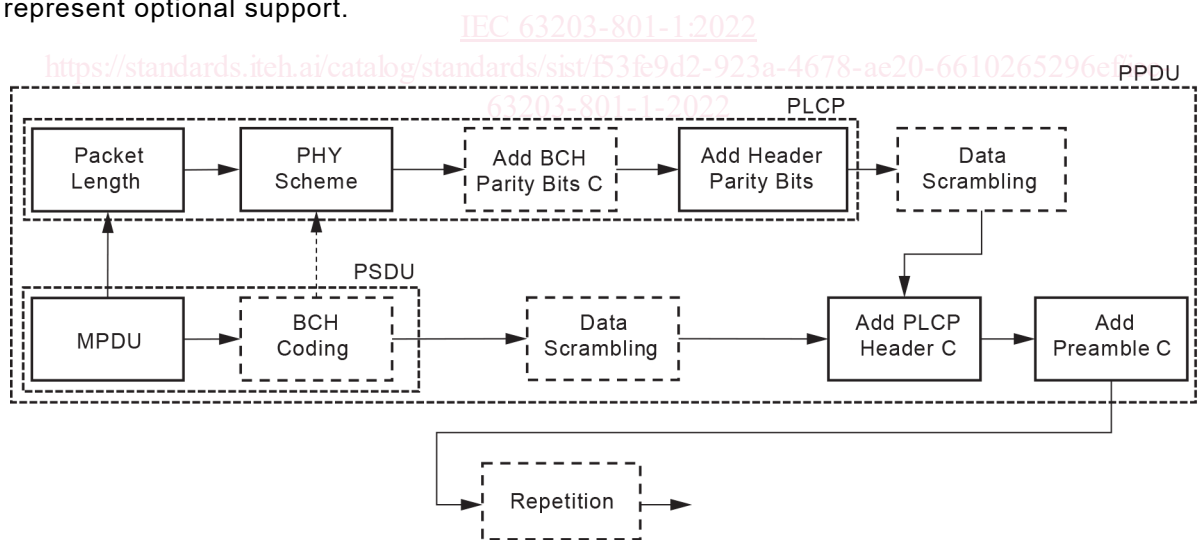 represent optional support.
IEC 63203-801-1:2022
https://standards.iteh.ai/catalog/standards/sist/f53fe9d2-923a-4678-ae20-6610265296ef/iec-
63203-801-1-2022
PPDU
PLCP
Packet
Length
PHY
Scheme
Add BCH
Parity Bits C
Add Header
Parity Bits
Data
Scrambling
PSDU
MPDU
BCH
Coding
Data
Scrambling
Add PLCP
Header C
Add
Preamble C
Repetition